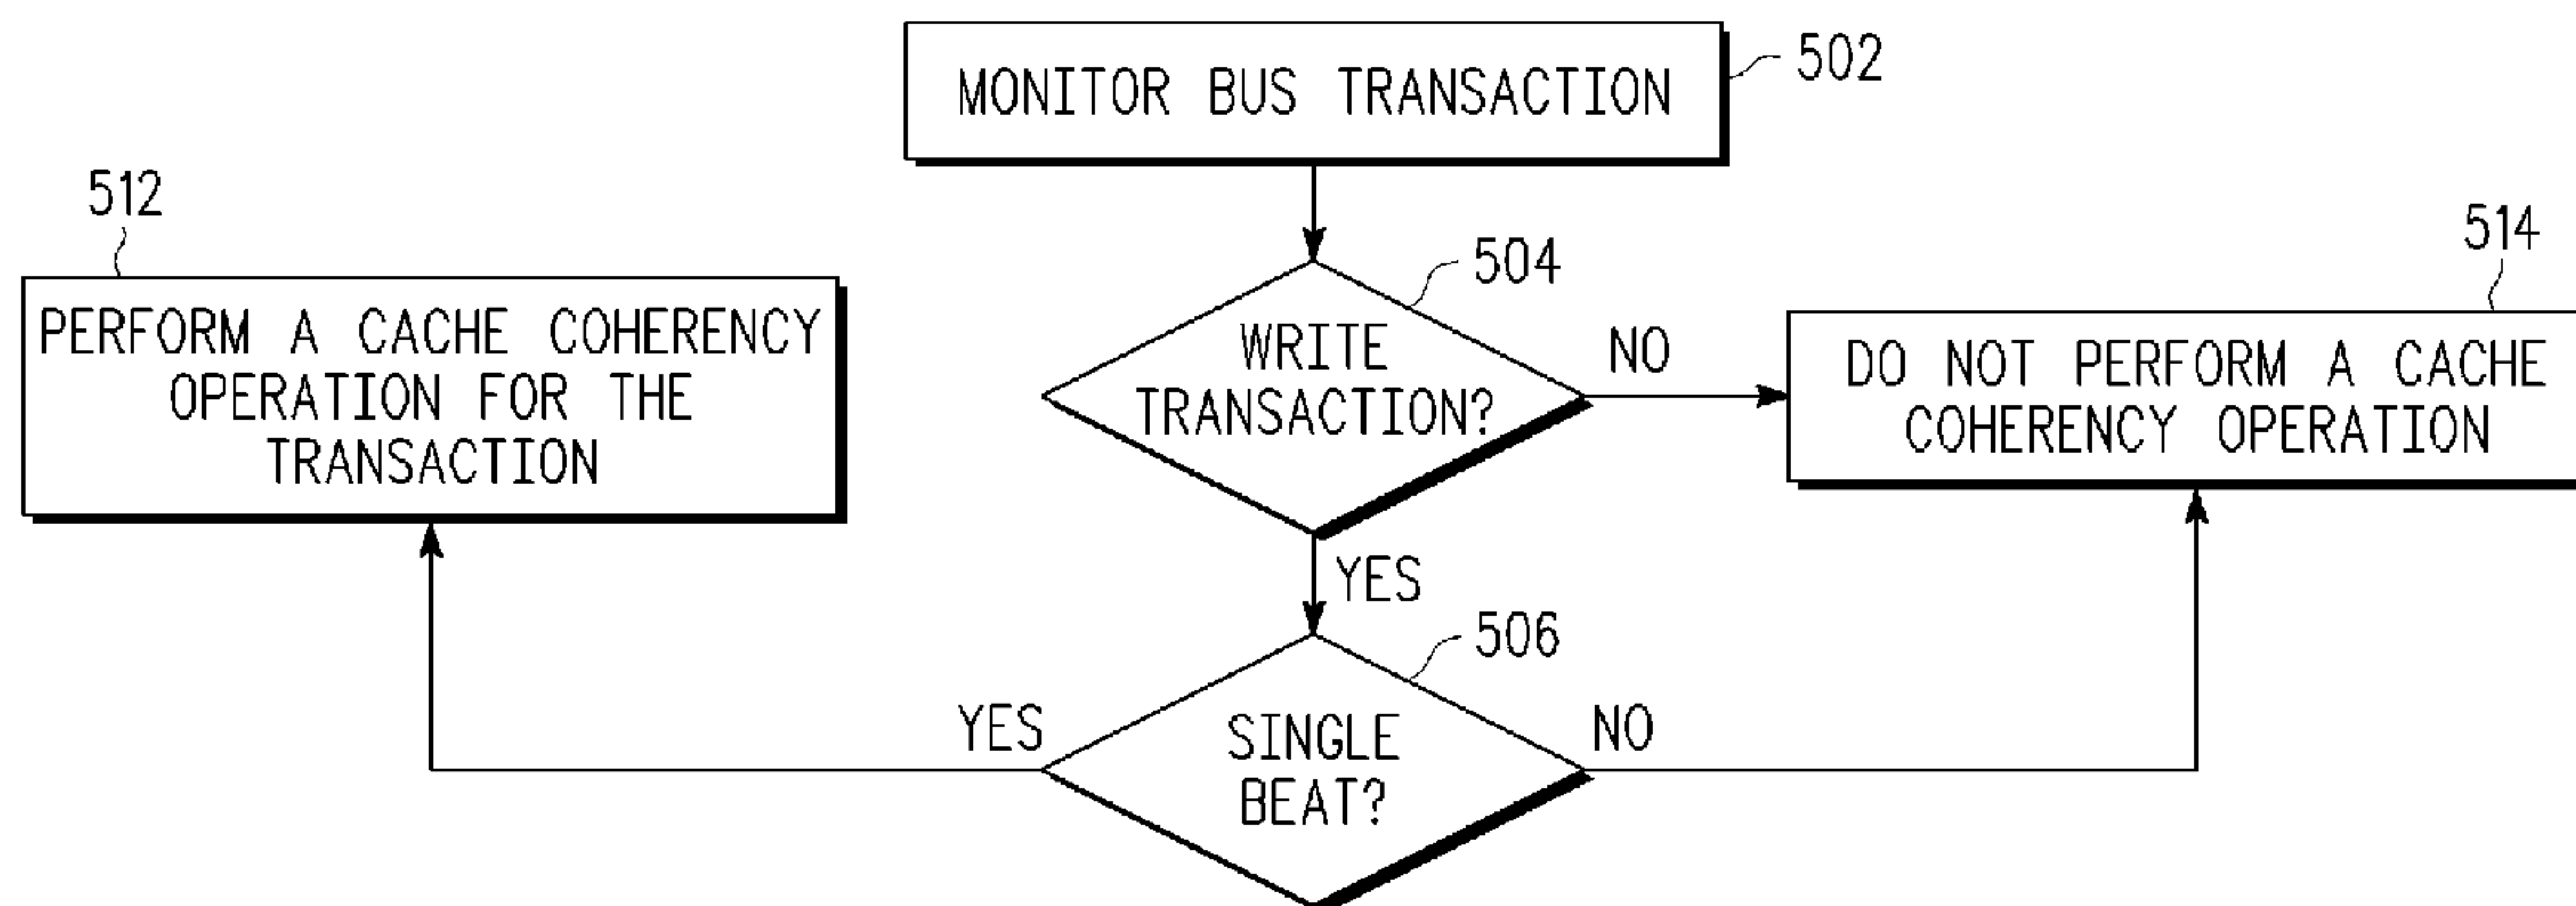 MONITOR BUS TRANSACTION
502
512
PERFORM A CACHE COHERENCY
OPERATION FOR THE
TRANSACTION
504
WRITE
TRANSACTION?
NO
514
DO NOT PERFORM A CACHE
COHERENCY OPERATION
YES
506
YES
SINGLE
BEAT?
NO